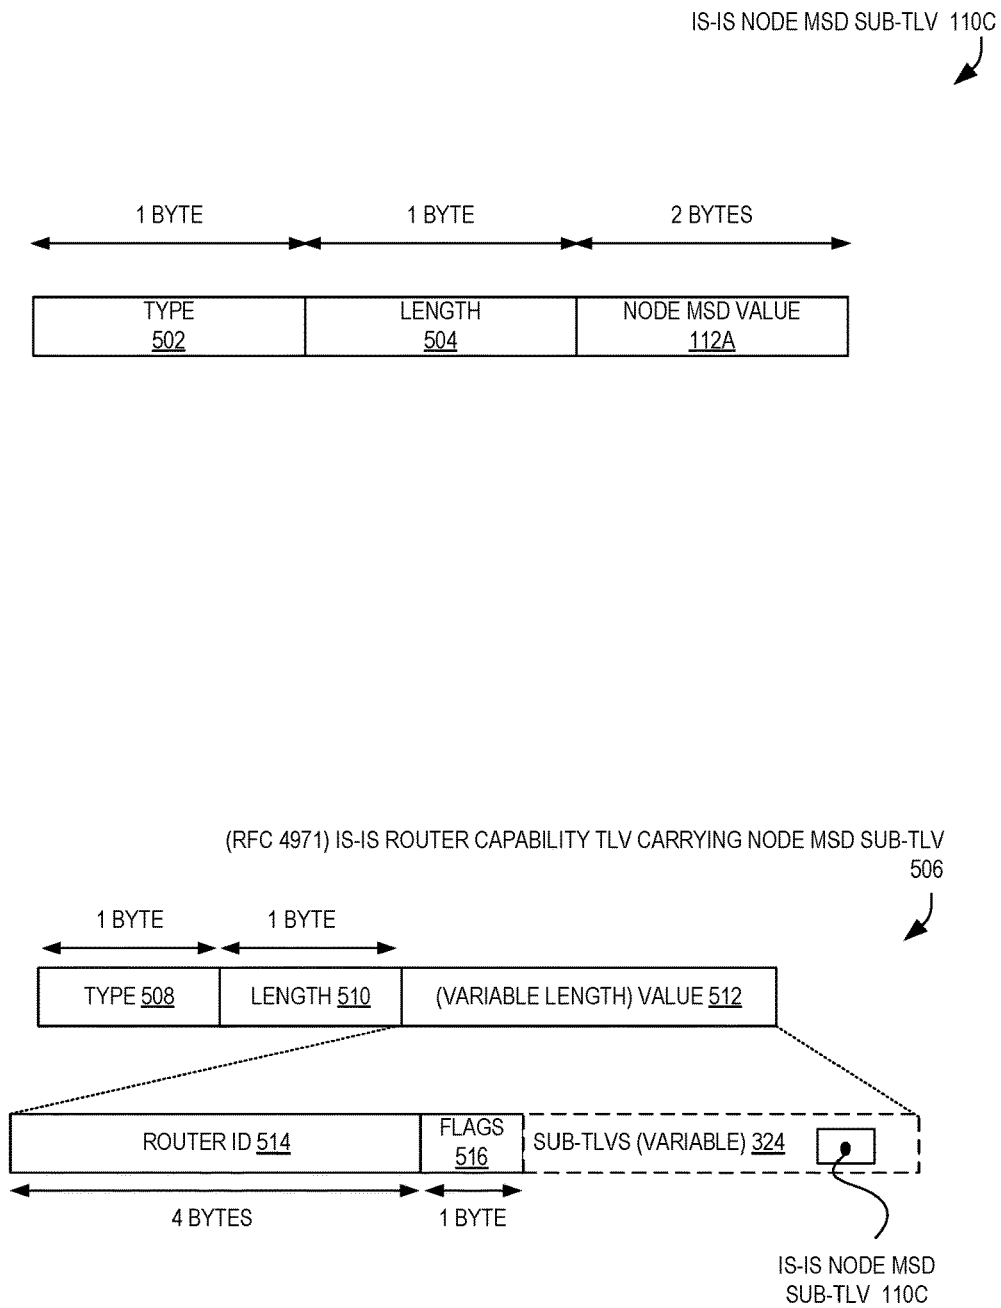 IS-IS NODE MSD SUB-TLV 110C
1 BYTE
1 BYTE
2 BYTES
TYPE
502
LENGTH
504
NODE MSD VALUE
112A
(RFC 4971) IS-IS ROUTER CAPABILITY TLV CARRYING NODE MSD SUB-TLV
506
1 BYTE
1 BYTE
TYPE 508
LENGTH 510
(VARIABLE LENGTH) VALUE 512
ROUTER ID 514
FLAGS
516
SUB-TLVS (VARIABLE) 324
4 BYTES
1 BYTE
IS-IS NODE MSD
SUB-TLV 110C